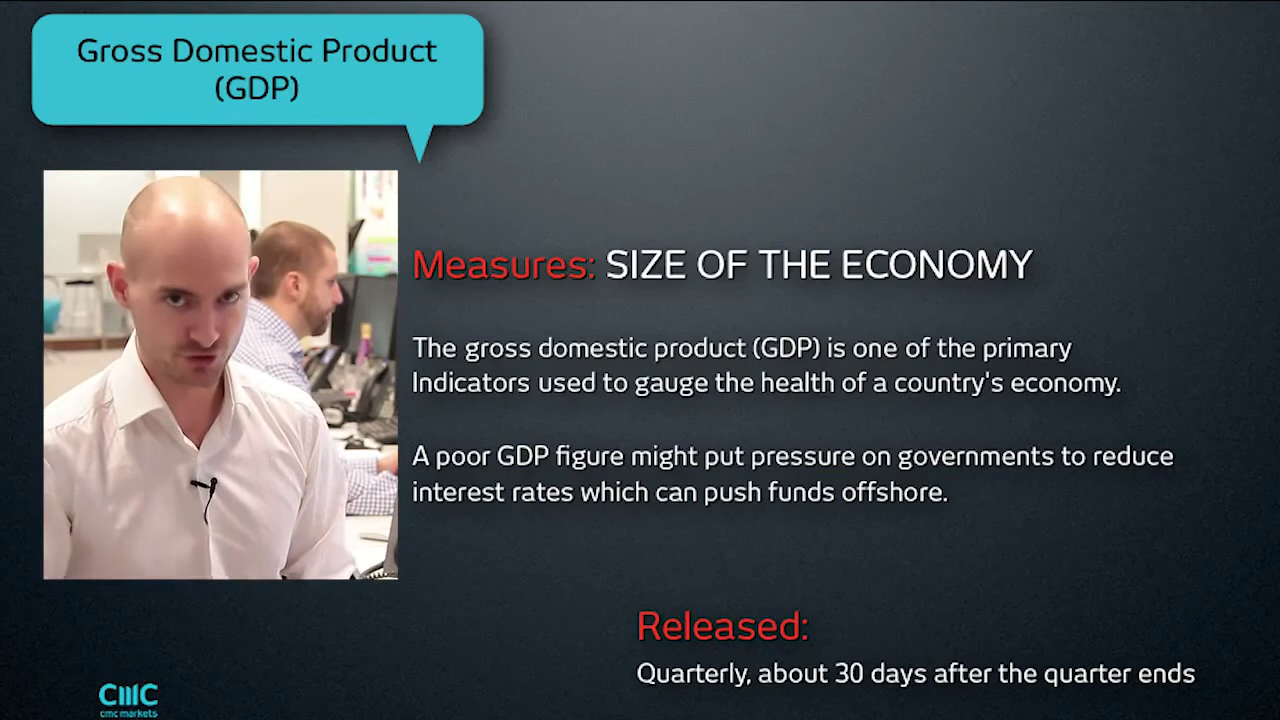 Gross Domestic Product
(GDP)
Measures: SIZE OF THE ECONOMY
The gross domestic product (GDP) is one of the primary
Indicators used to gauge the health of a country's economy.
A poor GDP figure might put pressure on governments to reduce
interest rates which can push funds offshore.
Released:
Quarterly, about 30 days after the quarter ends
cmc
cmc markets